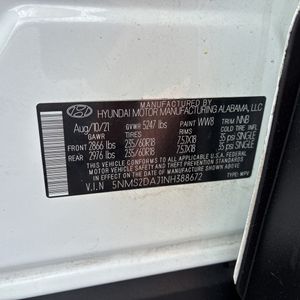 MANUFACTURED BY
HYUNDAI MOTOR MANUFACTURING ALABAMA, LLC
Aug/10/21 GVWR 5247 lbs PAINT WW8 TRIM NNB
GAWR TIRES RIMS
FRONT 2866 lbs 235/60R18 7.5JX18 35 psi SINGLE
REAR 2976 lbs 235/60R18 7.5JX18 35 psi SINGLE
THIS VEHICLE CONFORMS TO ALL APPLICABLE FEDERAL
MOTOR VEHICLE SAFETY, BUMPER, AND THEFT PREVENTION STANDARDS
IN EFFECT ON THE DATE OF MANUFACTURE SHOWN ABOVE
V.I.N 5NMS2DAJ1NH388672 TYPE: MPV